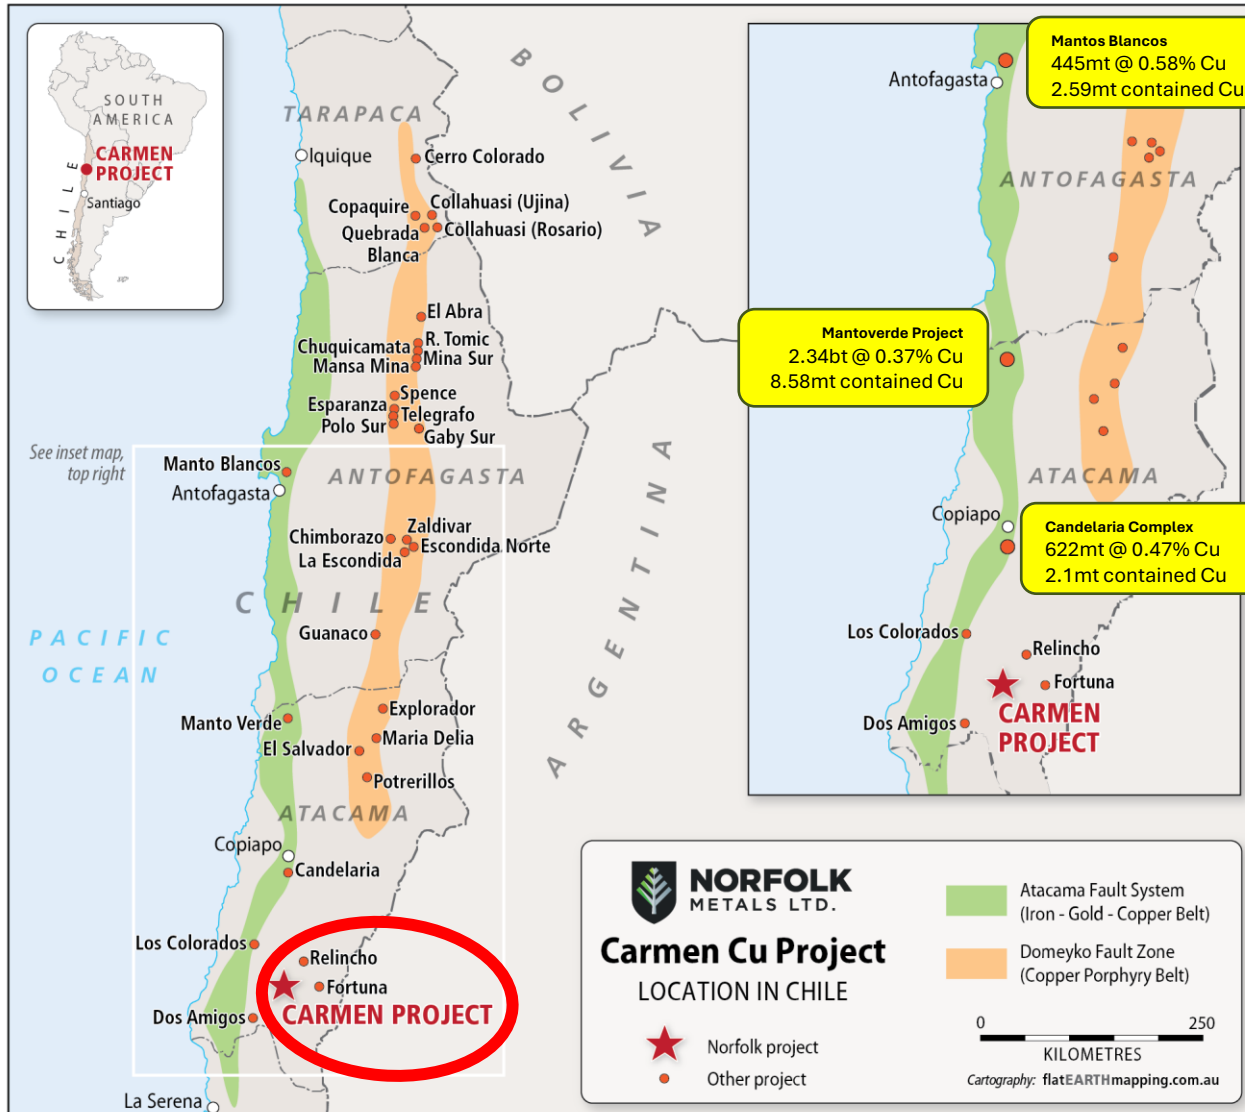 SOUTH
AMERICA
CARMEN
PROJECT
Santiago
CHILE
BOLIVIA
TARAPACA
Iquique
Cerro Colorado
Copaquire
Collahuasi (Ujina)
Quebrada
Blanca
Collahuasi (Rosario)
El Abra
Chuquicamata
R. Tomic
Mansa Mina
Mina Sur
Spence
Esperanza
Telegrafo
Polo Sur
Gaby Sur
See inset map,
top right
Manto Blancos
Antofagasta
ANTOFAGASTA
Chimborazo
Zaldivar
Escondida Norte
La Escondida
CHILE
ARGENTINA
Guanaco
PACIFIC
OCEAN
Manto Verde
Explorador
Maria Delia
El Salvador
Potrerillos
ATACAMA
Copiapo
Candelaria
Los Colorados
Relincho
Fortuna
CARMEN PROJECT
Dos Amigos
La Serena
Mantos Blancos
445mt @ 0.58% Cu
2.59mt contained Cu
Antofagasta
ANTOFAGASTA
Mantoverde Project
2.34bt @ 0.37% Cu
8.58mt contained Cu
ATACAMA
Copiapo
Candelaria Complex
622mt @ 0.47% Cu
2.1mt contained Cu
Los Colorados
Relincho
Fortuna
CARMEN
PROJECT
Dos Amigos
NORFOLK
METALS LTD.
Carmen Cu Project
LOCATION IN CHILE
Norfolk project
Other project
Atacama Fault System
(Iron - Gold - Copper Belt)
Domeyko Fault Zone
(Copper Porphyry Belt)
0 250
KILOMETRES
Cartography: flatEARTHmapping.com.au